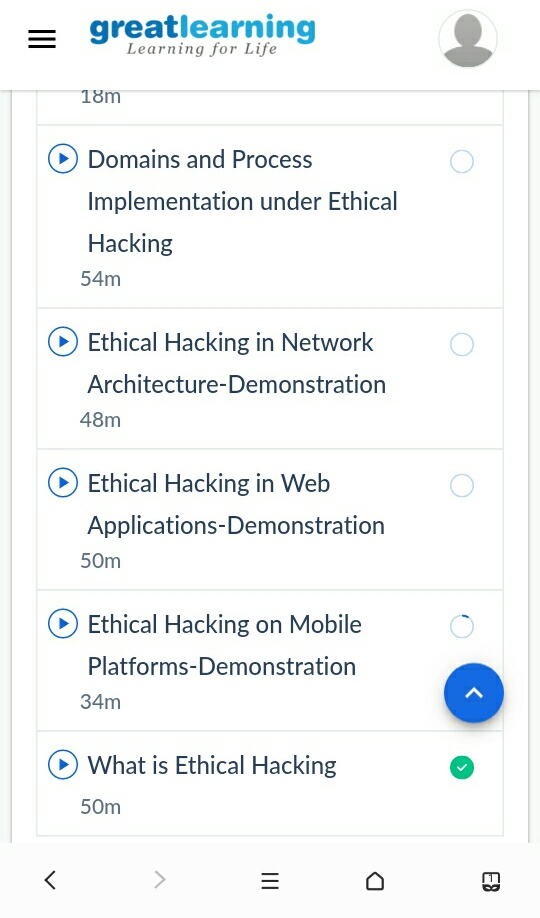 greatlearning
Learning for Life
18m
Domains and Process
Implementation under Ethical
Hacking
54m
Ethical Hacking in Network
Architecture-Demonstration
48m
Ethical Hacking in Web
Applications-Demonstration
50m
Ethical Hacking on Mobile
Platforms-Demonstration
34m
What is Ethical Hacking
50m
1